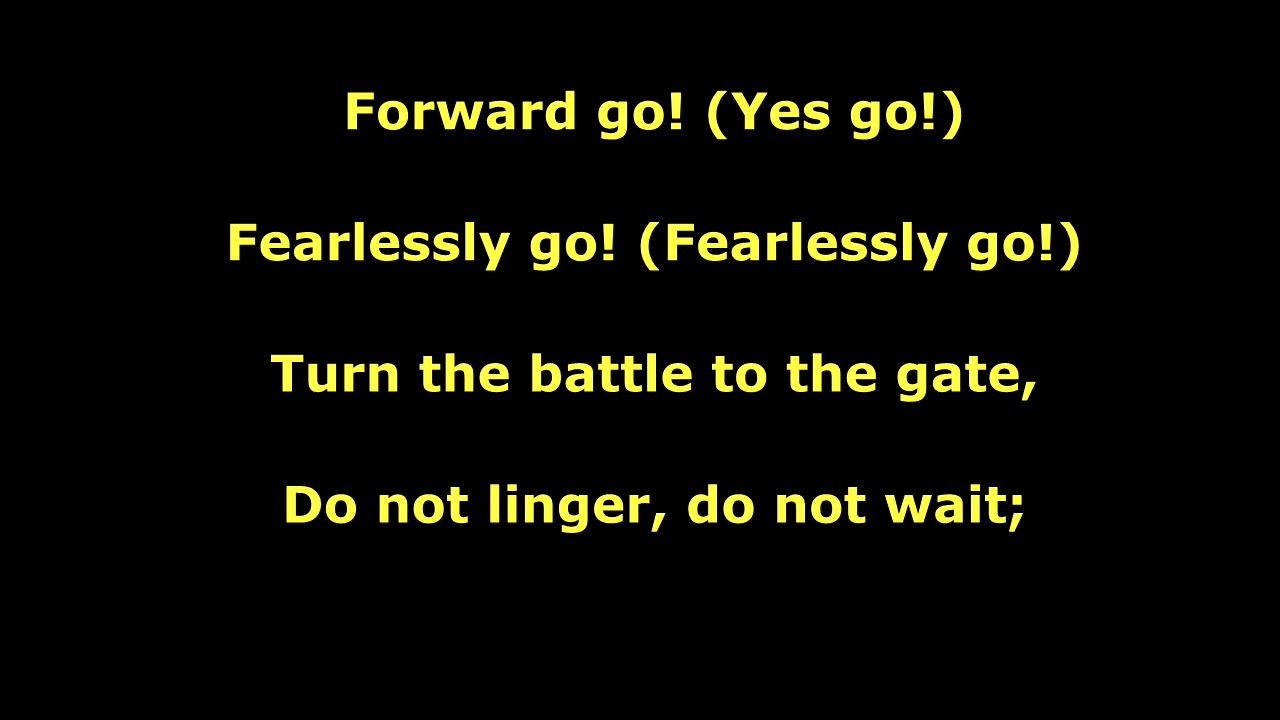 Forward go! (Yes go!)
Fearlessly go! (Fearlessly go!)
Turn the battle to the gate,
Do not linger, do not wait;